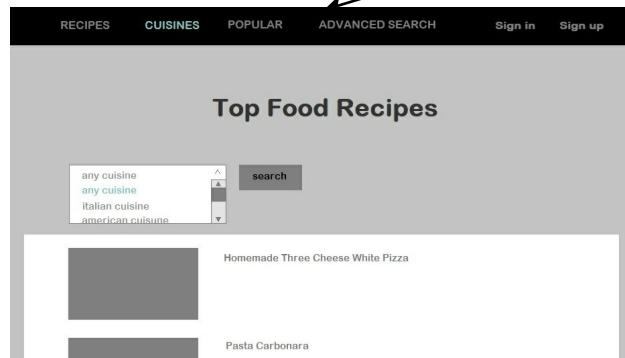 RECIPES CUISINES POPULAR ADVANCED SEARCH Sign in Sign up
Top Food Recipes
any cuisine
search
any cuisine
italian cuisine
american cuisune
Homemade Three Cheese White Pizza
Pasta Carbonara